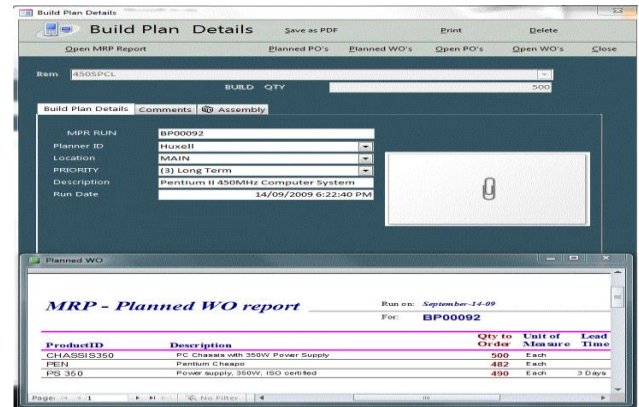 Build Plan Details
Build Plan Details Save as PDF Print Delete
Open MRP Report Planned PO's Planned WO's Open PO's Open WO's Close
Item 450SPCL
BUILD QTY 500
Build Plan Details Comments Assembly
MPR RUN BP00092
Planner ID Huxell
Location MAIN
PRIORITY (3) Long Term
Description Pentium II 450MHz Computer System
Run Date 14/09/2009 6:22:40 PM
Planned WO
MRP - Planned WO report Run on: September-14-09
For: BP00092
Qty to Unit of Lead
ProductID Description Order Measure Time
CHASSIS350 PC Chassis with 350W Power Supply 500 Each
PEN Pentium Cheapo 482 Each
PS 350 Power supply, 350W, ISO certified 490 Each 3 Days
Page: 1 No Filter